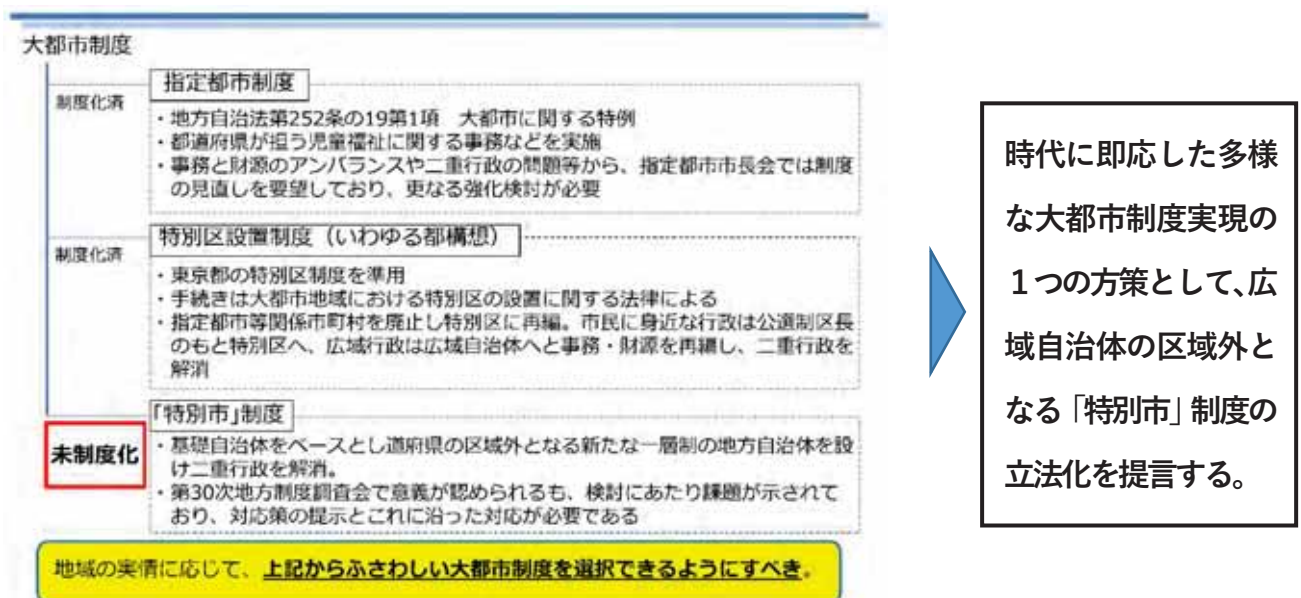 大都市制度
制度化済
指定都市制度
・地方自治法第252条の19第1項　大都市に関する特例
・都道府県が担う児童福祉に関する事務などを実施
・事務と財源のアンバランスや二重行政の問題等から、指定都市市長会では制度
の見直しを要望しており、更なる強化検討が必要
制度化済
特別区設置制度（いわゆる都構想）
・東京都の特別区制度を準用
・手続きは大都市地域における特別区の設置に関する法律による
・指定都市等関係市町村を廃止し特別区に再編。市民に身近な行政は公選制区長
のもと特別区へ、広域行政は広域自治体へと事務・財源を再編し、二重行政を
解消
未制度化
「特別市」制度
・基礎自治体をベースとし道府県の区域外となる新たな一層制の地方自治体を設
け二重行政を解消。
・第30次地方制度調査会で意義が認められるも、検討にあたり課題が示されて
おり、対応策の提示とこれに沿った対応が必要である
地域の実情に応じて、上記からふさわしい大都市制度を選択できるようにすべき。
時代に即応した多様
な大都市制度実現の
１つの方策として、広
域自治体の区域外と
なる「特別市」制度の
立法化を提言する。